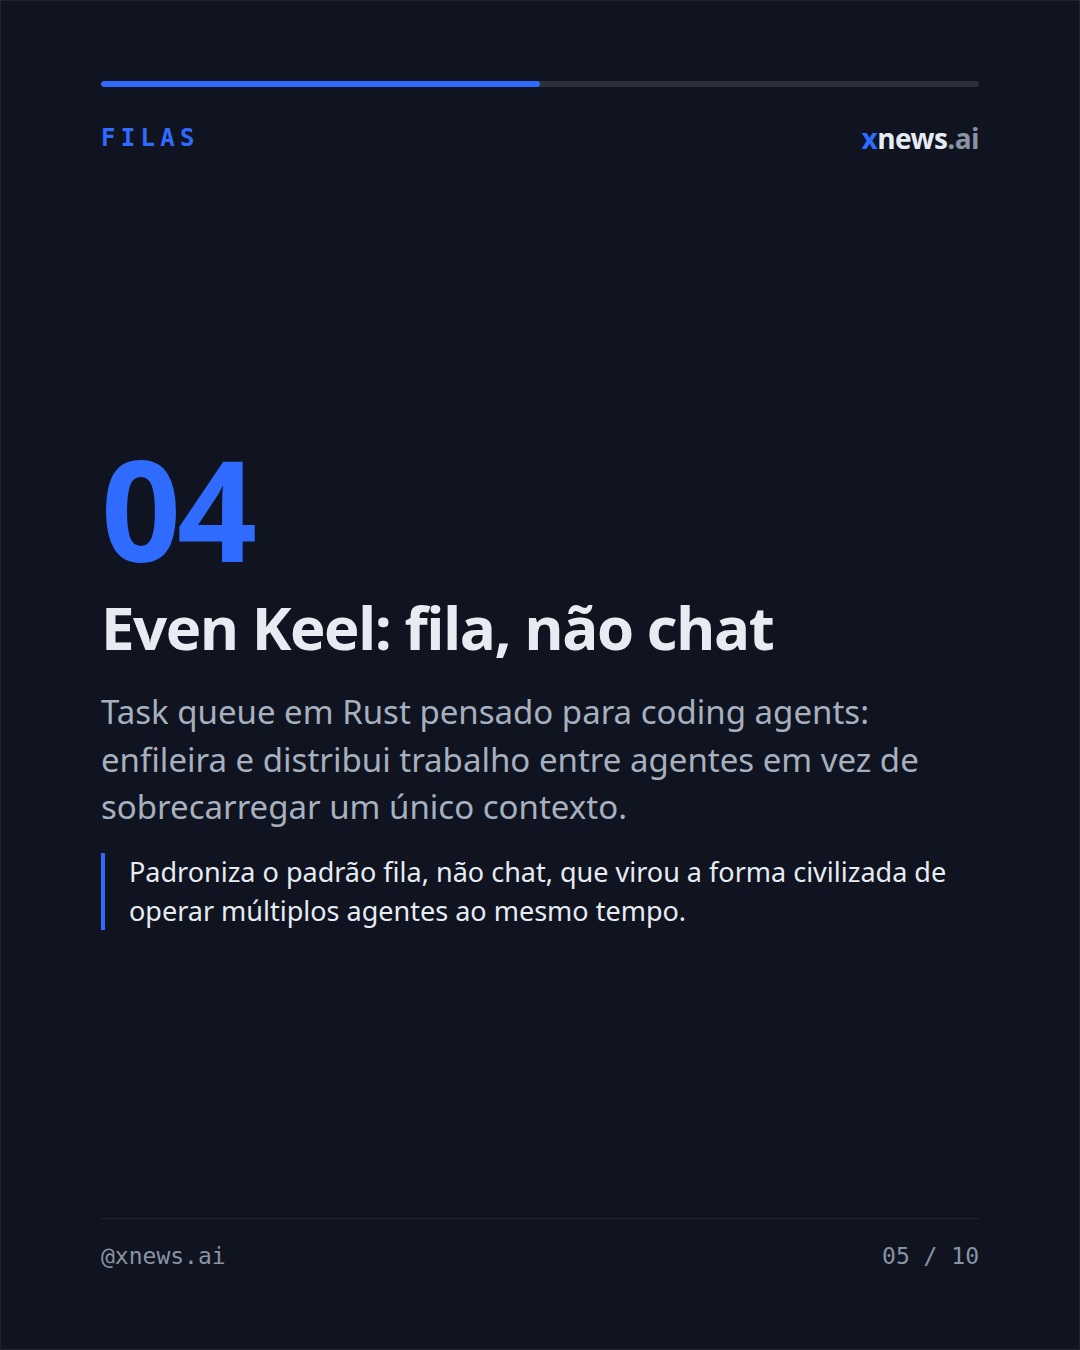 FILAS
xnews.ai
04
Even Keel: fila, não chat
Task queue em Rust pensado para coding agents:
enfileira e distribui trabalho entre agentes em vez de
sobrecarregar um único contexto.
Padroniza o padrão fila, não chat, que virou a forma civilizada de
operar múltiplos agentes ao mesmo tempo.
@xnews.ai
05 / 10